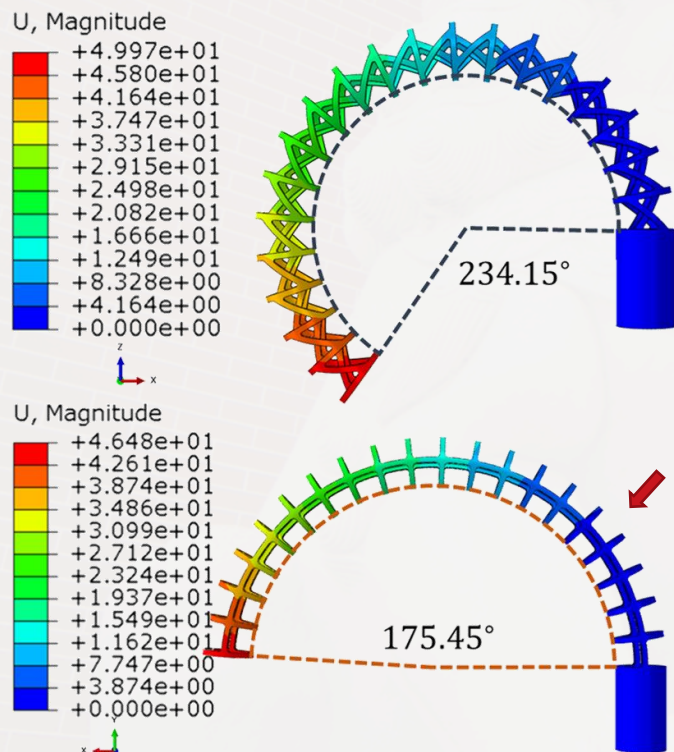 U, Magnitude
+4.997e+01
+4.580e+01
+4.164e+01
+3.747e+01
+3.331e+01
+2.915e+01
+2.498e+01
+2.082e+01
+1.666e+01
+1.249e+01
+8.328e+00
+4.164e+00
+0.000e+00
234.15°
Z
X
U, Magnitude
+4.648e+01
+4.261e+01
+3.874e+01
+3.486e+01
+3.099e+01
+2.712e+01
+2.324e+01
+1.937e+01
+1.549e+01
+1.162e+01
+7.747e+00
+3.874e+00
+0.000e+00
175.45°
Y
X